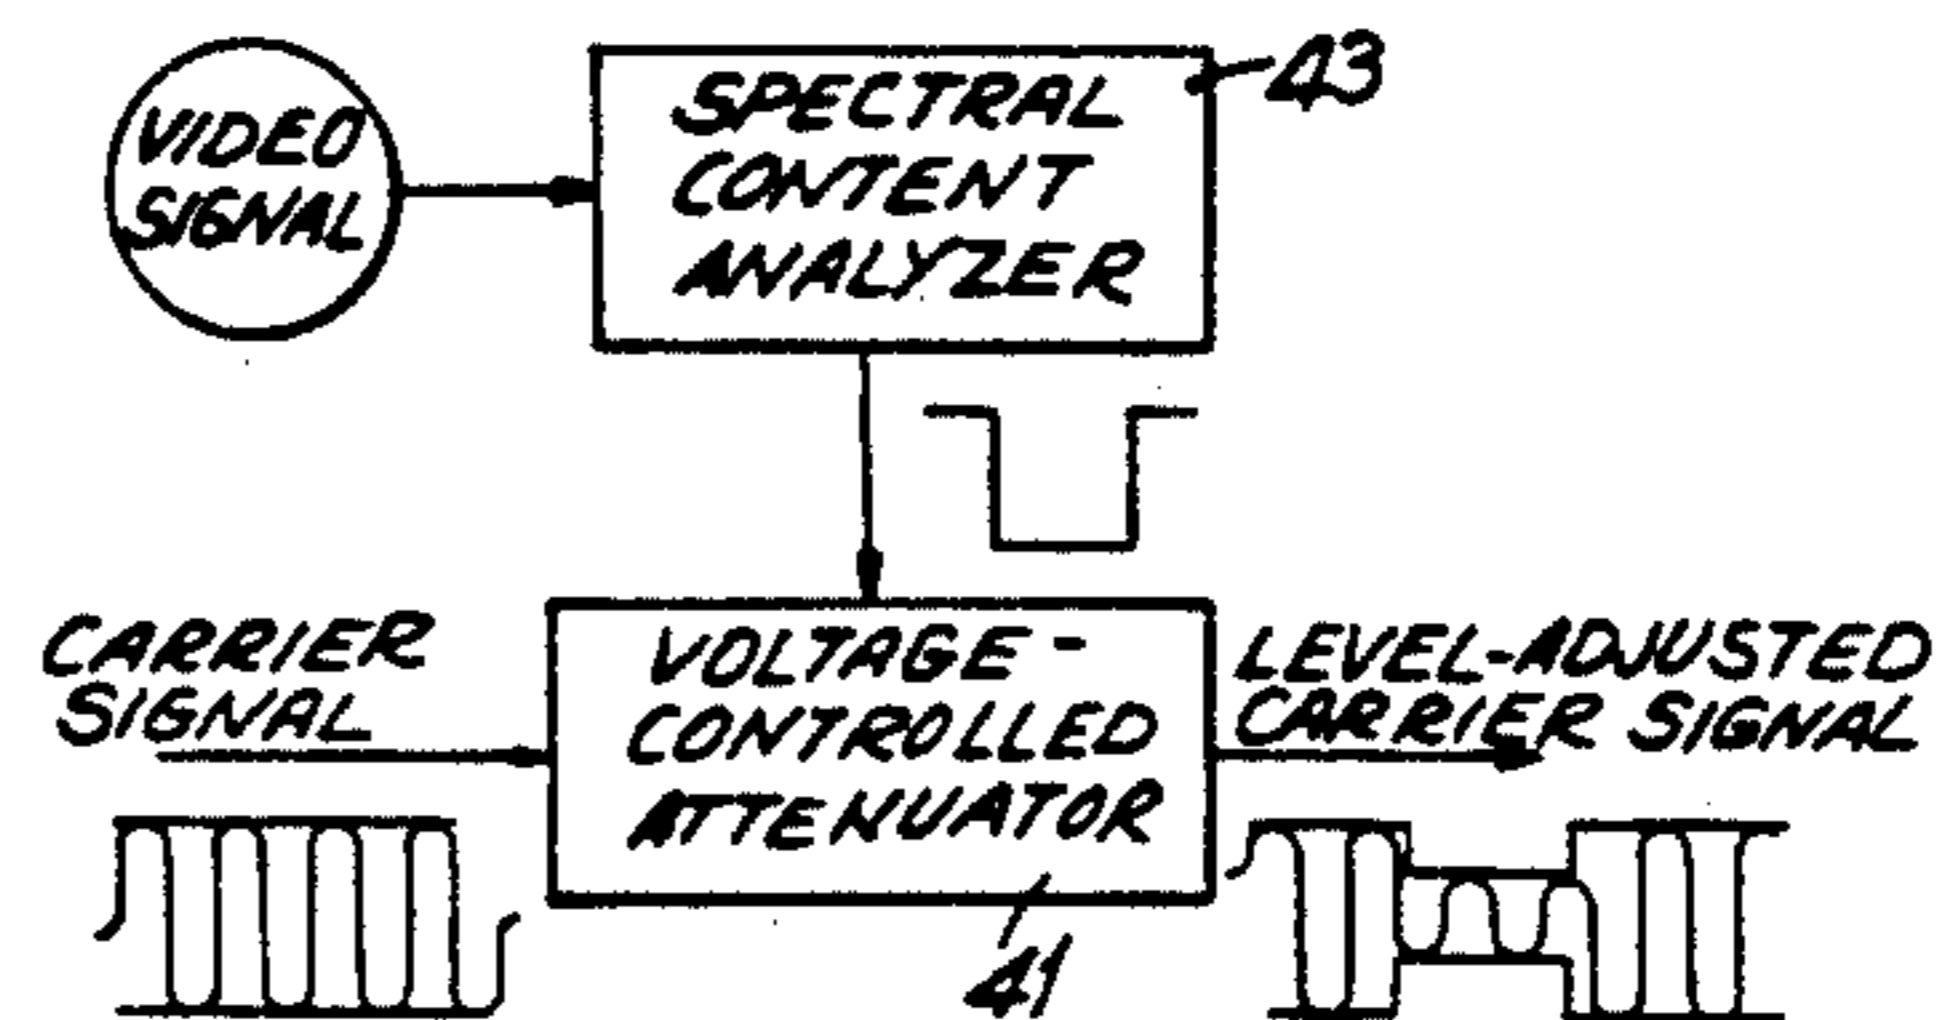 VIDEO
SIGNAL
SPECTRAL
CONTENT
ANALYZER
43
CARRIER
SIGNAL
VOLTAGE-
CONTROLLED
ATTENUATOR
41
LEVEL-ADJUSTED
CARRIER SIGNAL